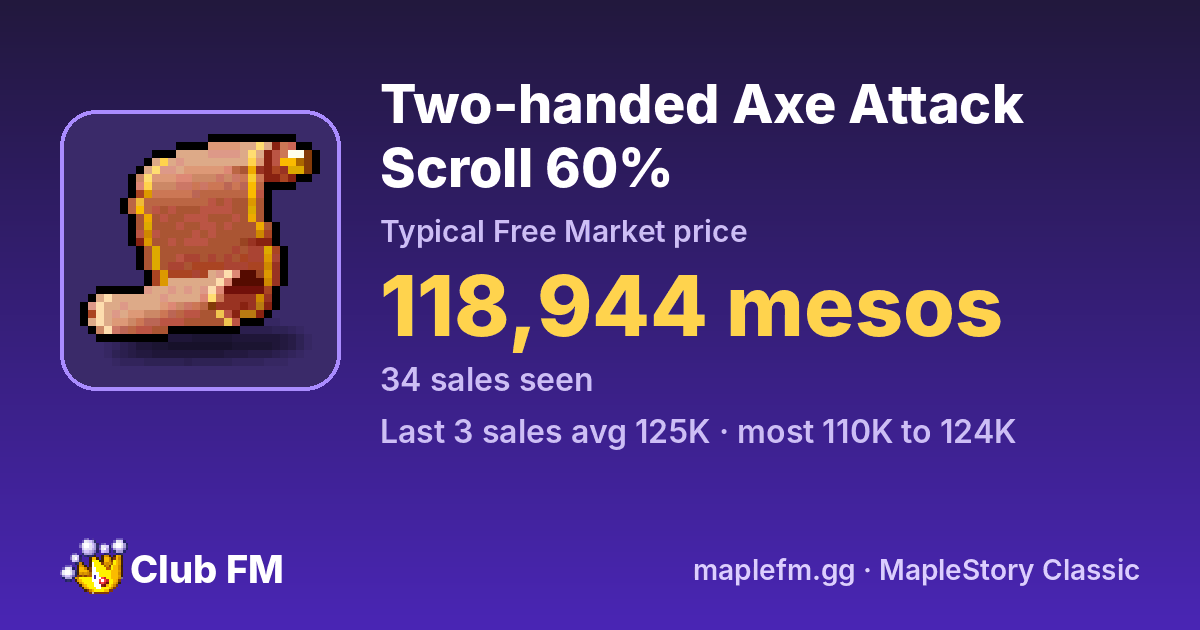 Two-handed Axe Attack
Scroll 60%
Typical Free Market price
118,944 mesos
34 sales seen
Last 3 sales avg 125K · most 110K to 124K
Club FM
maplefm.gg · MapleStory Classic